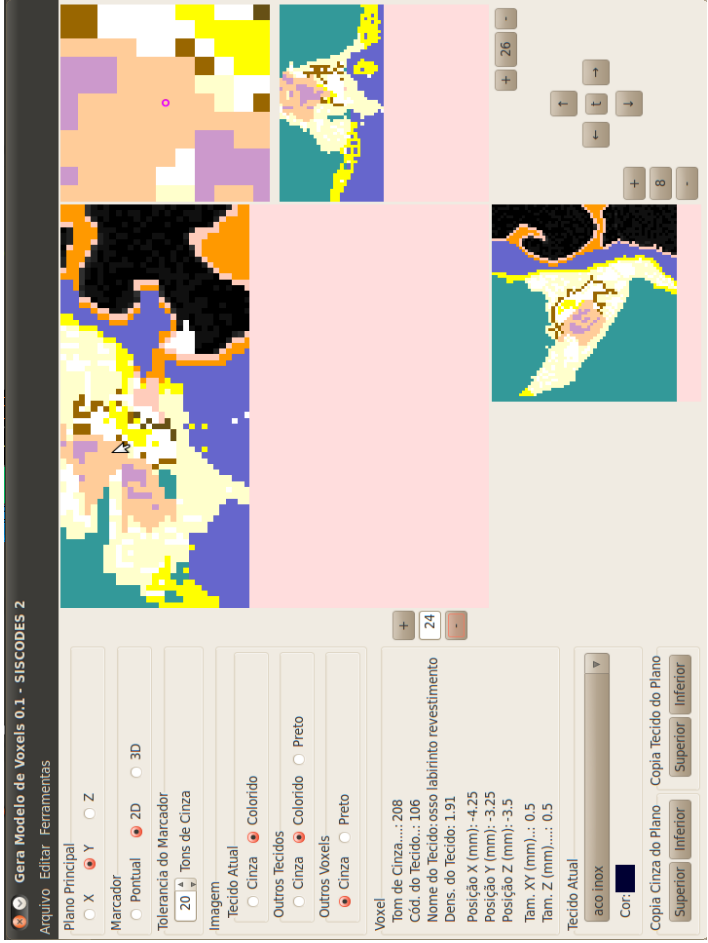 Gera Modelo de Voxels 0.1 - SISCODES 2
Arquivo Editar Ferramentas
Plano Principal
X Y Z
Marcador
Pontual 2D 3D
Tolerancia do Marcador
20 Tons de Cinza
Imagem
Tecido Atual
Cinza Colorido
Outros Tecidos
Cinza Colorido Preto
Outros Voxels
Cinza Preto
Voxel
Tom de Cinza....: 208
Cód. do Tecido..: 106
Nome do Tecido:osso labirinto revestimento
Dens. do Tecido: 1.91
Posição X (mm): -4.25
Posição Y (mm): -3.25
Posição Z (mm): -3.5
Tam. XY (mm)..: 0.5
Tam. Z (mm)....: 0.5
Tecido Atual
aco inox
Cor:
Copia Cinza do Plano
Superior Inferior
Copia Tecido do Plano
Superior Inferior
- 24 +
+ 26 -
← ↑ t ↓ →
+
8
-